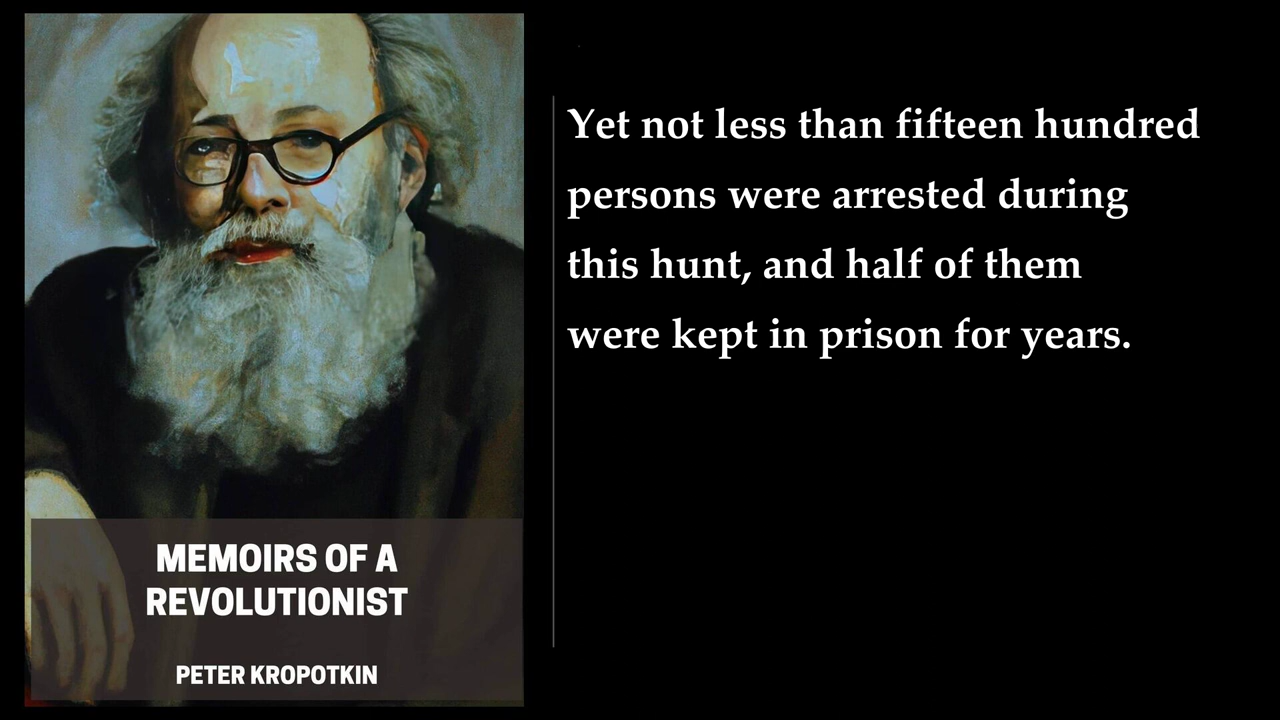 Yet not less than fifteen hundred
persons were arrested during
this hunt, and half of them
were kept in prison for years.
MEMOIRS OF A
REVOLUTIONIST
PETER KROPOTKIN